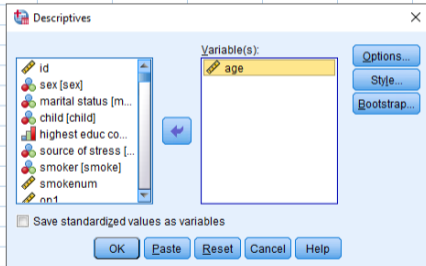 Descriptives
Variable(s):
id
sex [sex]
marital status [m...
child [child]
highest educ co...
source of stress [...
smoker [smoke]
smokenum
op1
age
Options...
Style...
Bootstrap...
Save standardized values as variables
OK
Paste
Reset
Cancel
Help